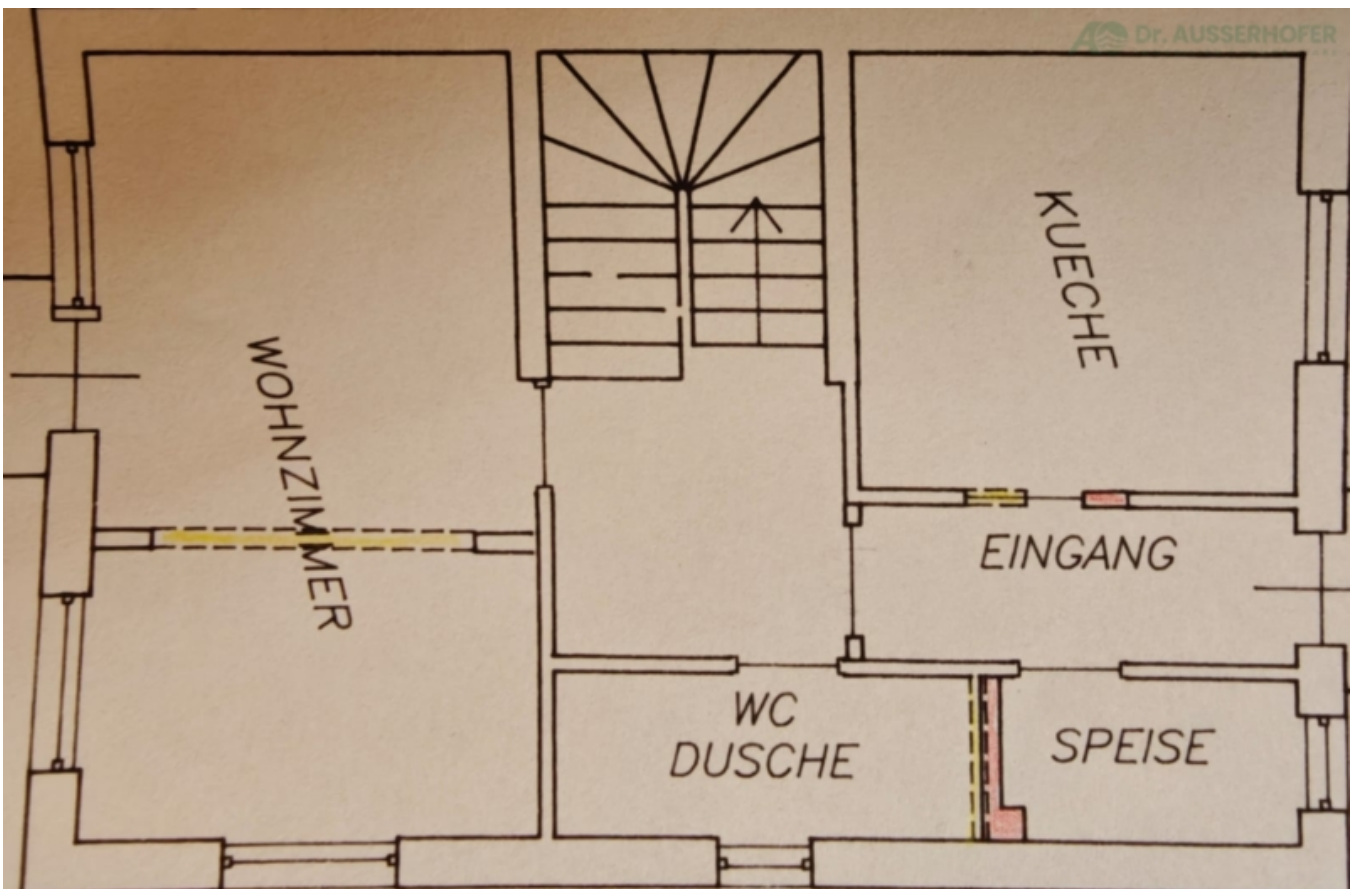 Dr. AUSSERHOFER
KUECHE
WOHNZIMMER
EINGANG
WC
DUSCHE
SPEISE